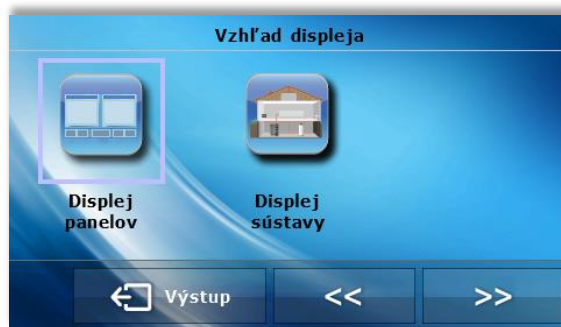 Vzhľad displeja
Displej
panelov
Displej
sústavy
Výstup
<<
>>